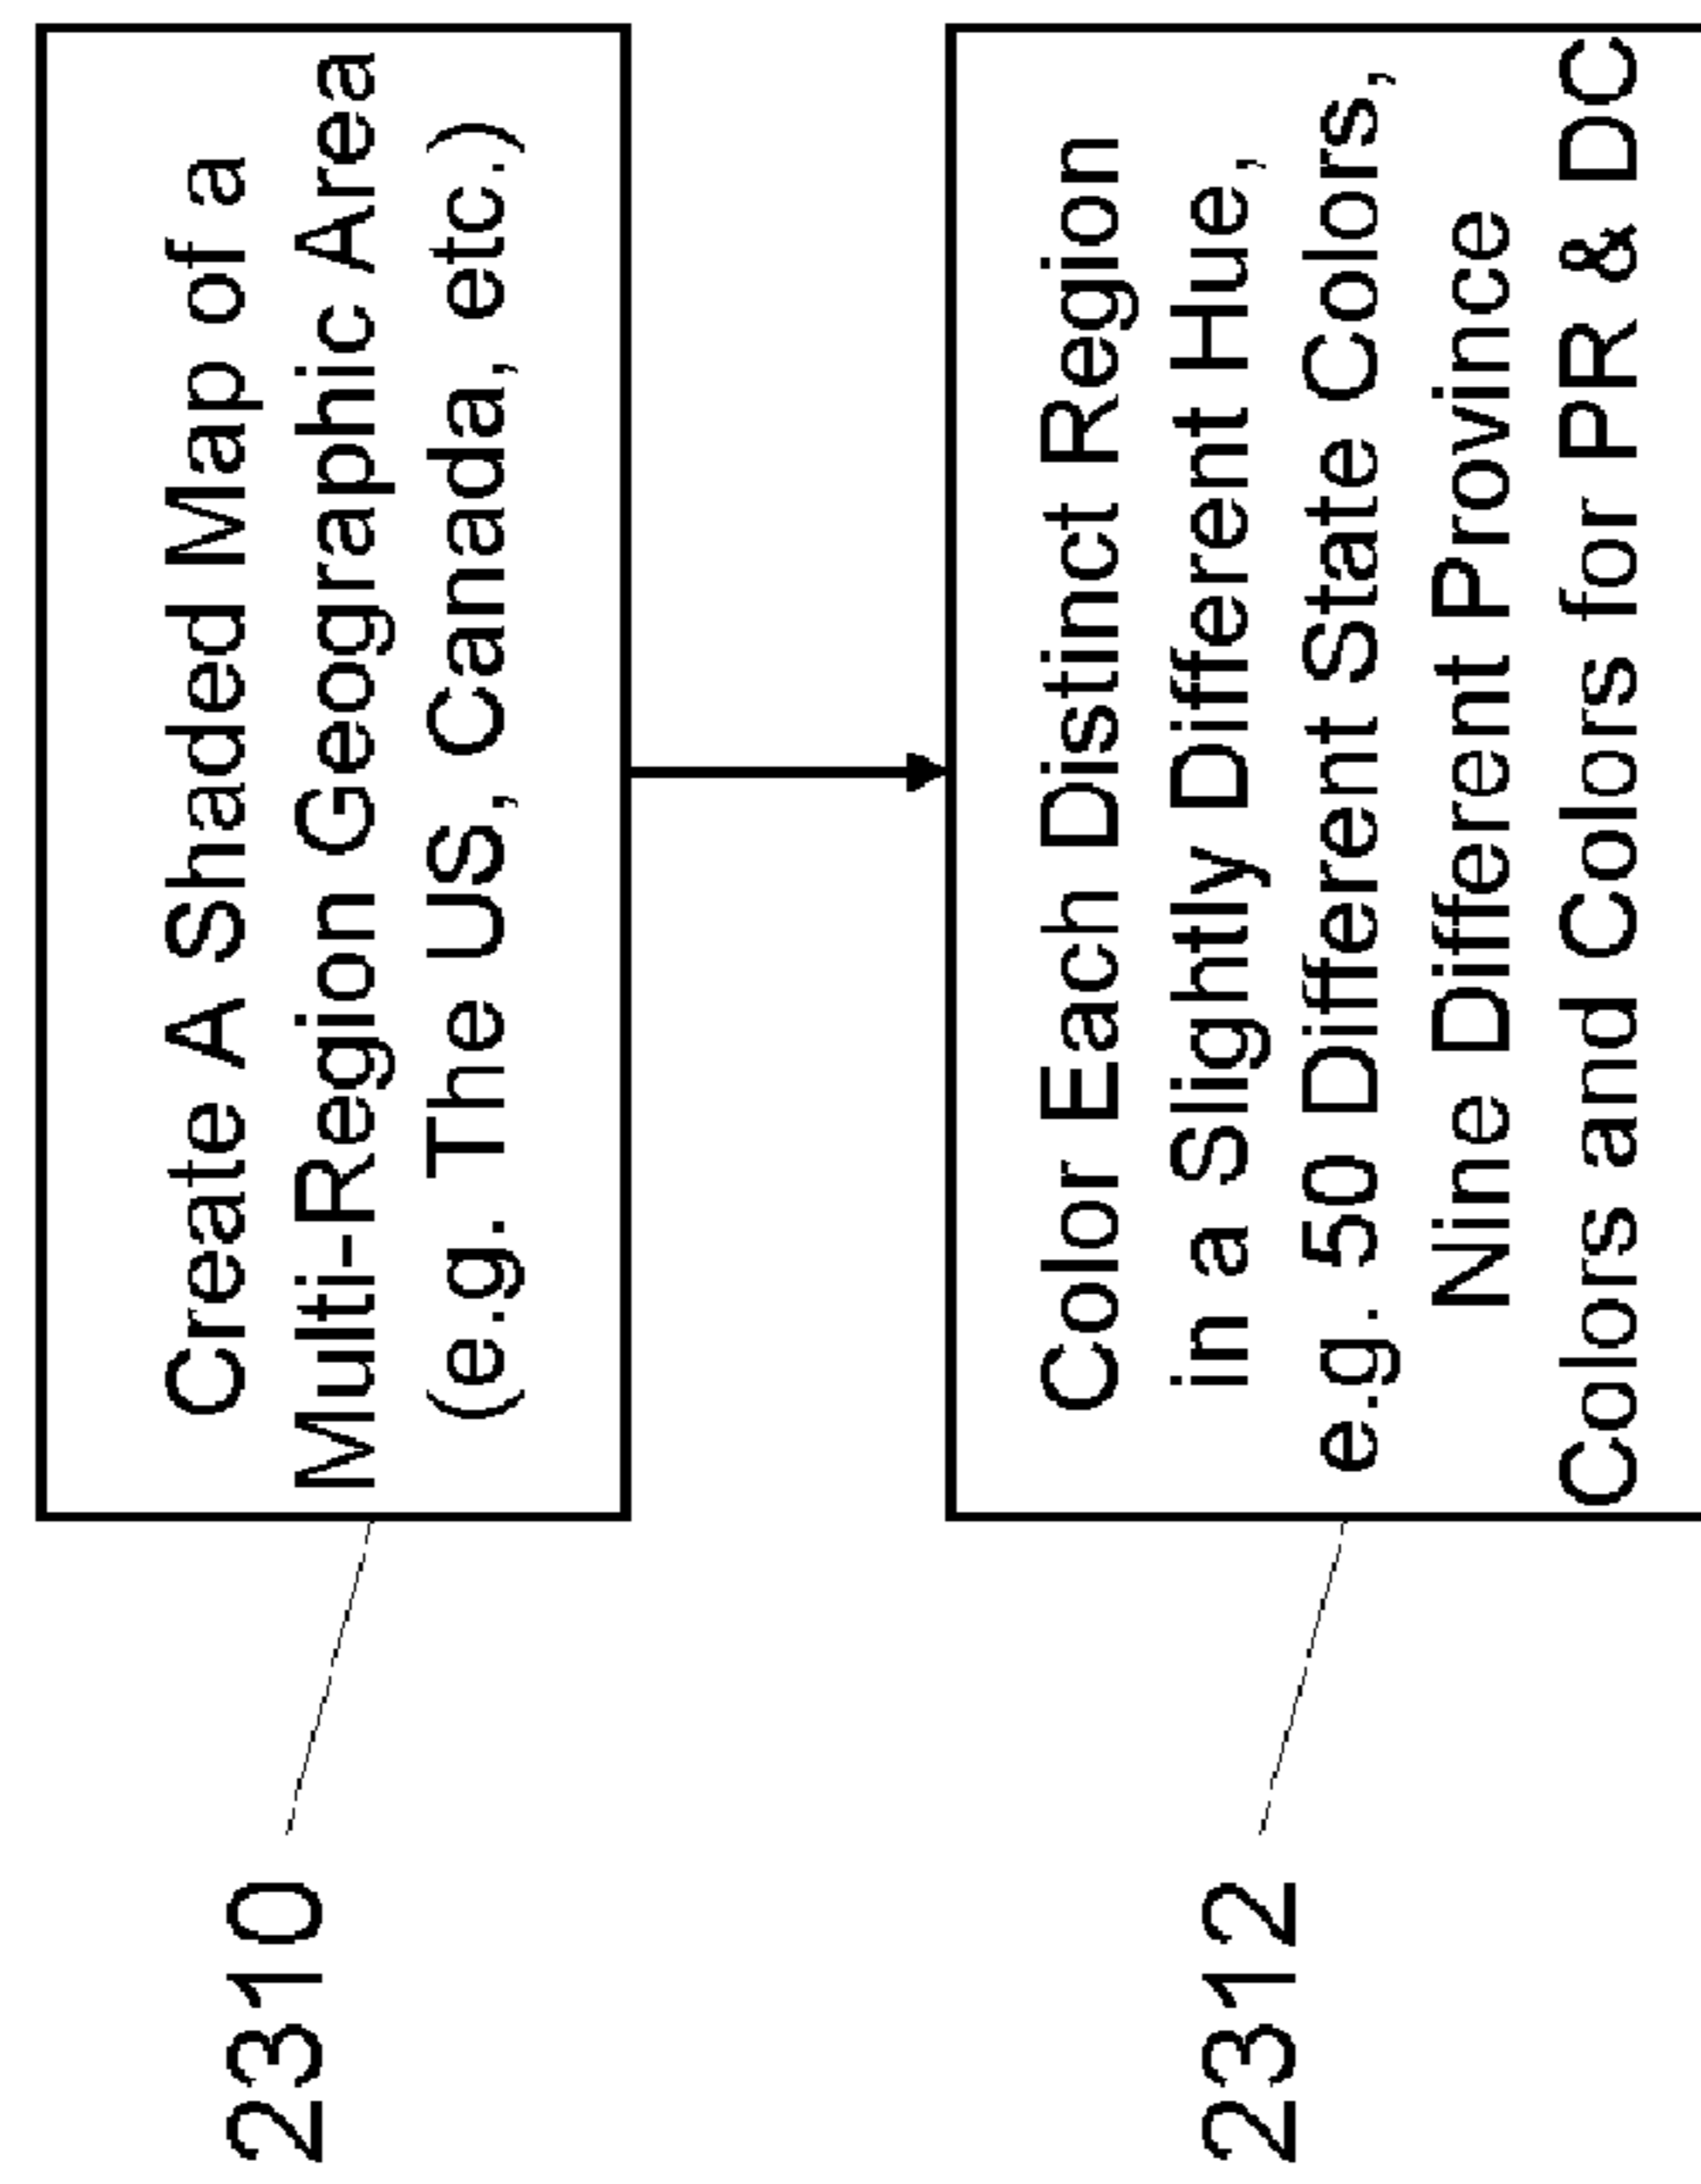 2310
Create A Shaded Map of a
Multi-Region Geographic Area
(e.g. The US, Canada, etc.)
2312
Color Each Distinct Region
in a Slightly Different Hue,
e.g. 50 Different State Colors,
Nine Different Province
Colors and Colors for PR & DC